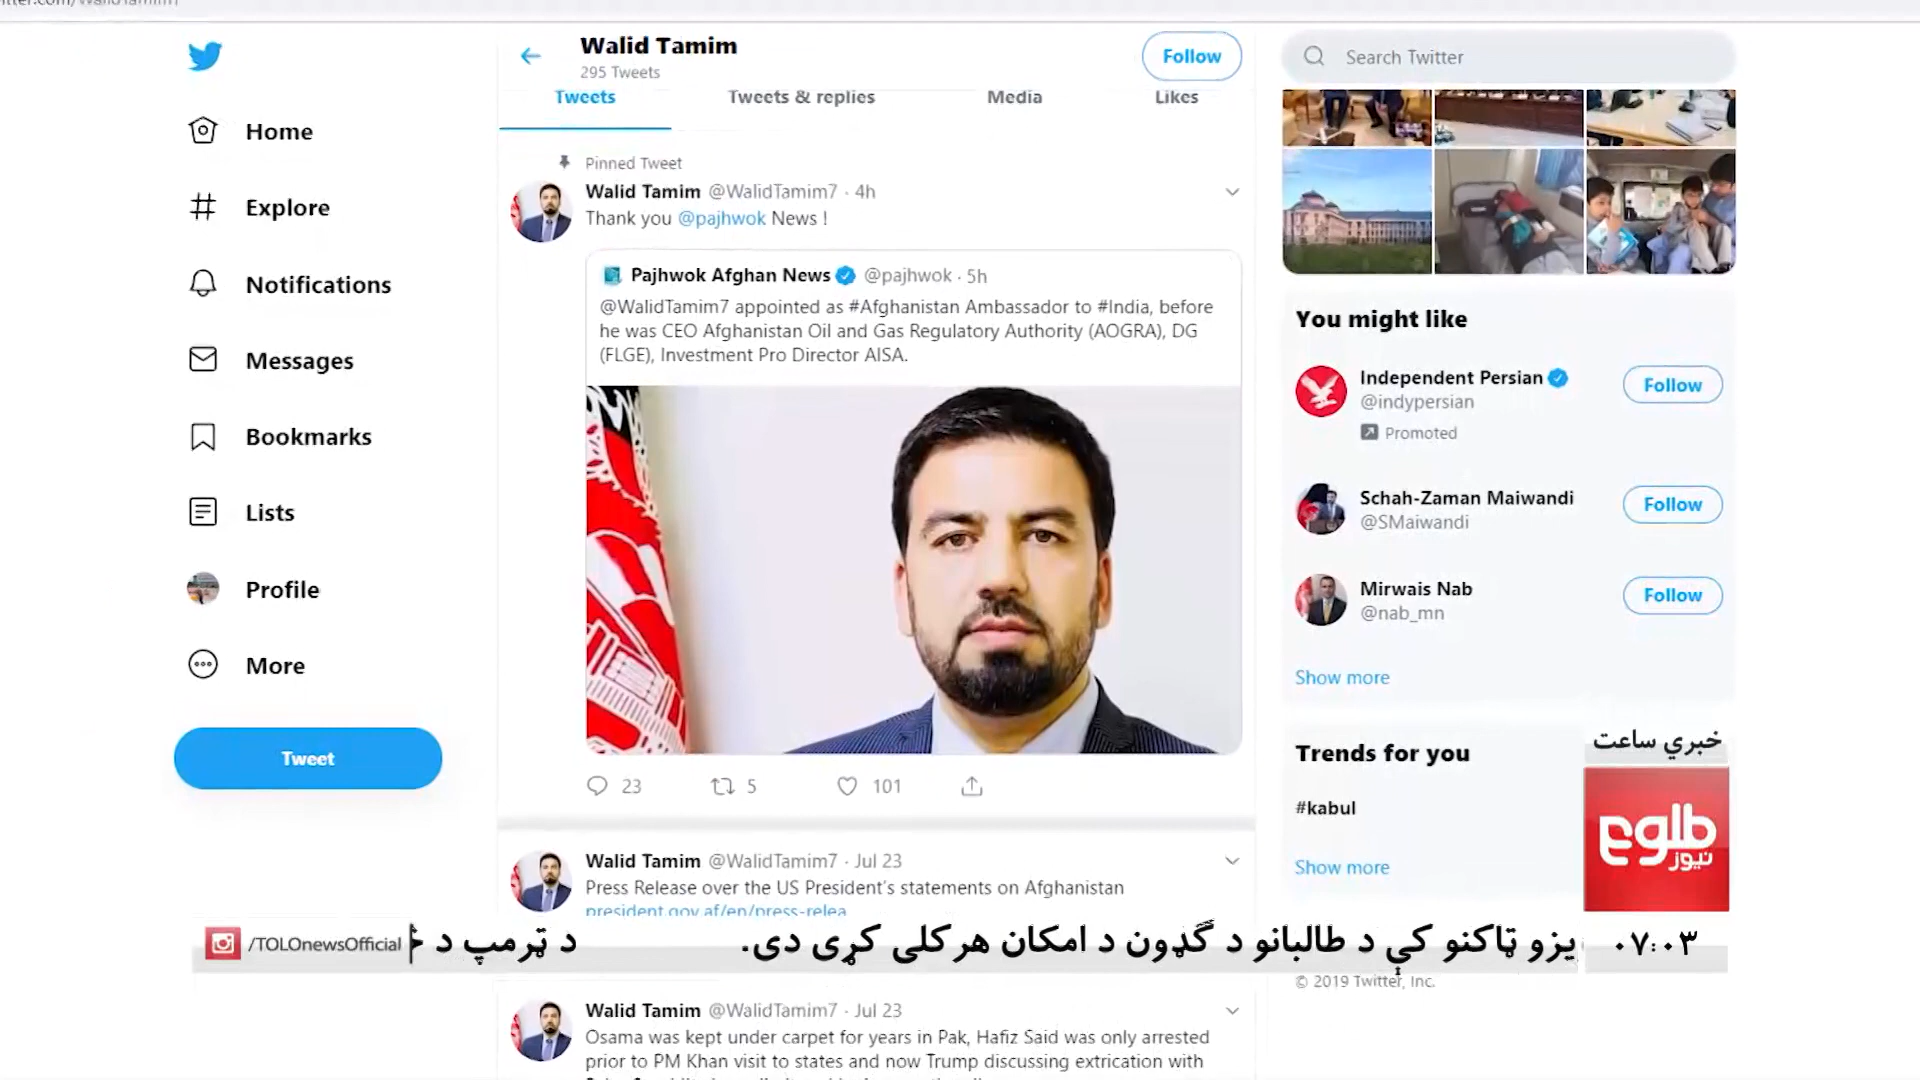 Walid Tamim
295 Tweets
Follow
Search Twitter
Tweets
Tweets & replies
Media
Likes
Home
Explore
Notifications
Messages
Bookmarks
Lists
Profile
More
Tweet
Pinned Tweet
Walid Tamim @WalidTamim7 · 4h
Thank you @pajhwok News !
Pajhwok Afghan News @pajhwok · 5h
@WalidTamim7 appointed as #Afghanistan Ambassador to #India, before
he was CEO Afghanistan Oil and Gas Regulatory Authority (AOGRA), DG
(FLGE), Investment Pro Director AISA.
23
5
101
Walid Tamim @WalidTamim7 · Jul 23
Press Release over the US President's statements on Afghanistan
president.gov.af/en/press-relea
Walid Tamim @WalidTamim7 · Jul 23
Osama was kept under carpet for years in Pak, Hafiz Said was only arrested
prior to PM Khan visit to states and now Trump discussing extrication with
You might like
Independent Persian
@indypersian
Follow
Promoted
Schah-Zaman Maiwandi
@SMaiwandi
Follow
Mirwais Nab
@nab_mn
Follow
Show more
Trends for you
#kabul
Show more
© 2019 Twitter, Inc.
خبري ساعت
طلوع
نیوز
۰۷:۰۳
ټاکنو کې د طالبانو د ګډون د امکان هرکلی کړی دی.
د ټرمپ د
/TOLOnewsOfficial